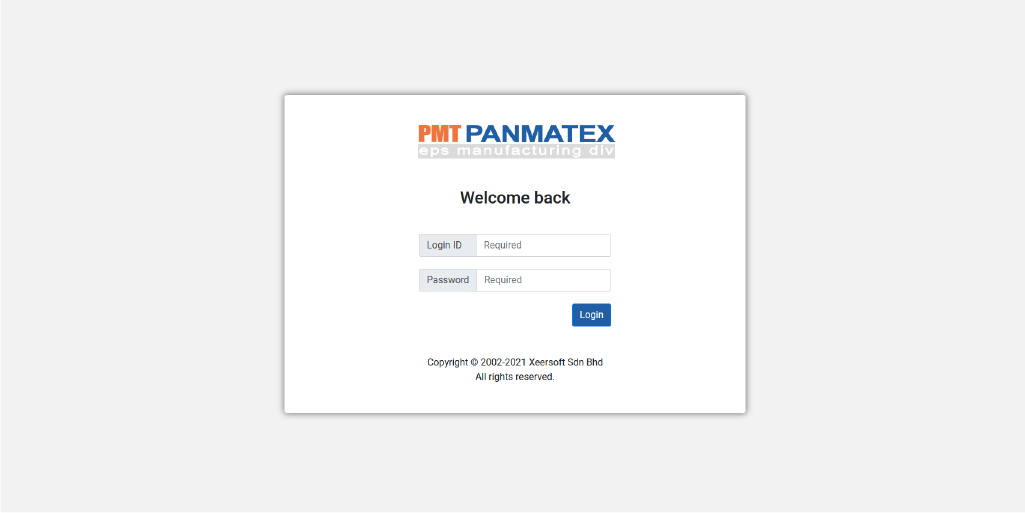 PMT PANMATEX
eps manufacturing div
Welcome back
Login ID Required
Password Required
Login
Copyright © 2002-2021 Xeersoft Sdn Bhd
All rights reserved.